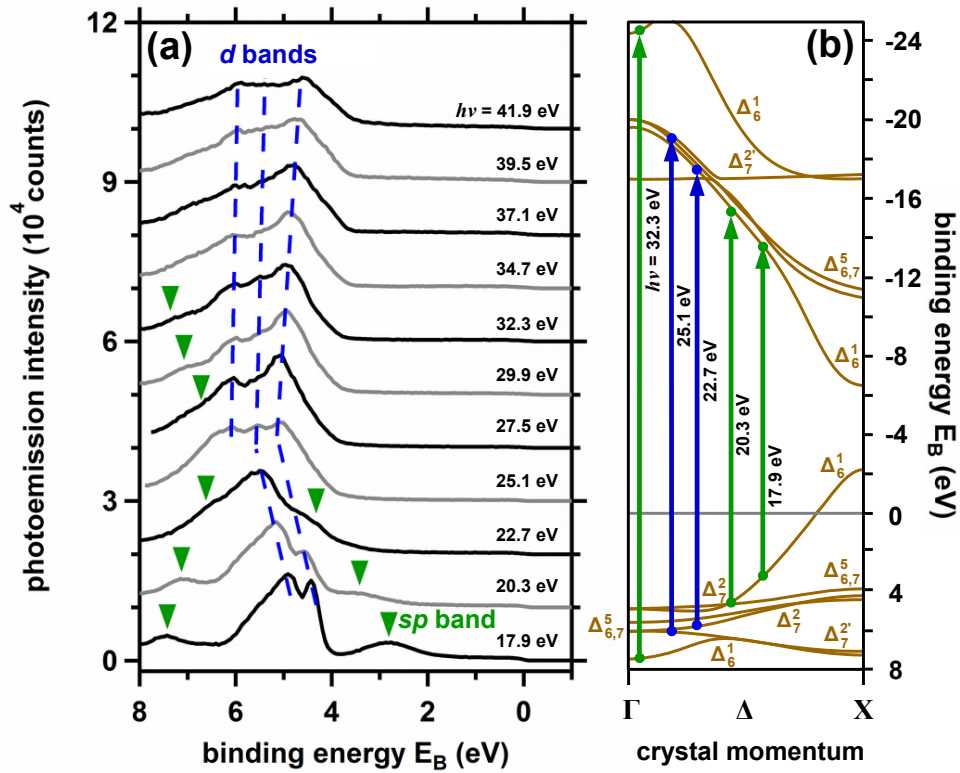 (a)
d bands
12
9
6
3
0
photoemission intensity (10⁴ counts)
hν = 41.9 eV
39.5 eV
37.1 eV
34.7 eV
32.3 eV
29.9 eV
27.5 eV
25.1 eV
22.7 eV
20.3 eV
sp band
17.9 eV
8 6 4 2 0
binding energy E_B (eV)
(b)
-24
-20
-16
-12
-8
-4
0
4
8
binding energy E_B (eV)
Δ₆¹
Δ₇²'
hν = 32.3 eV
25.1 eV
22.7 eV
20.3 eV
17.9 eV
Δ₆,₇⁵
Δ₆¹
Δ₆¹
Δ₆,₇⁵
Δ₇²
Δ₇²
Δ₆,₇⁵
Δ₇²'
Δ₆¹
Γ Δ X
crystal momentum